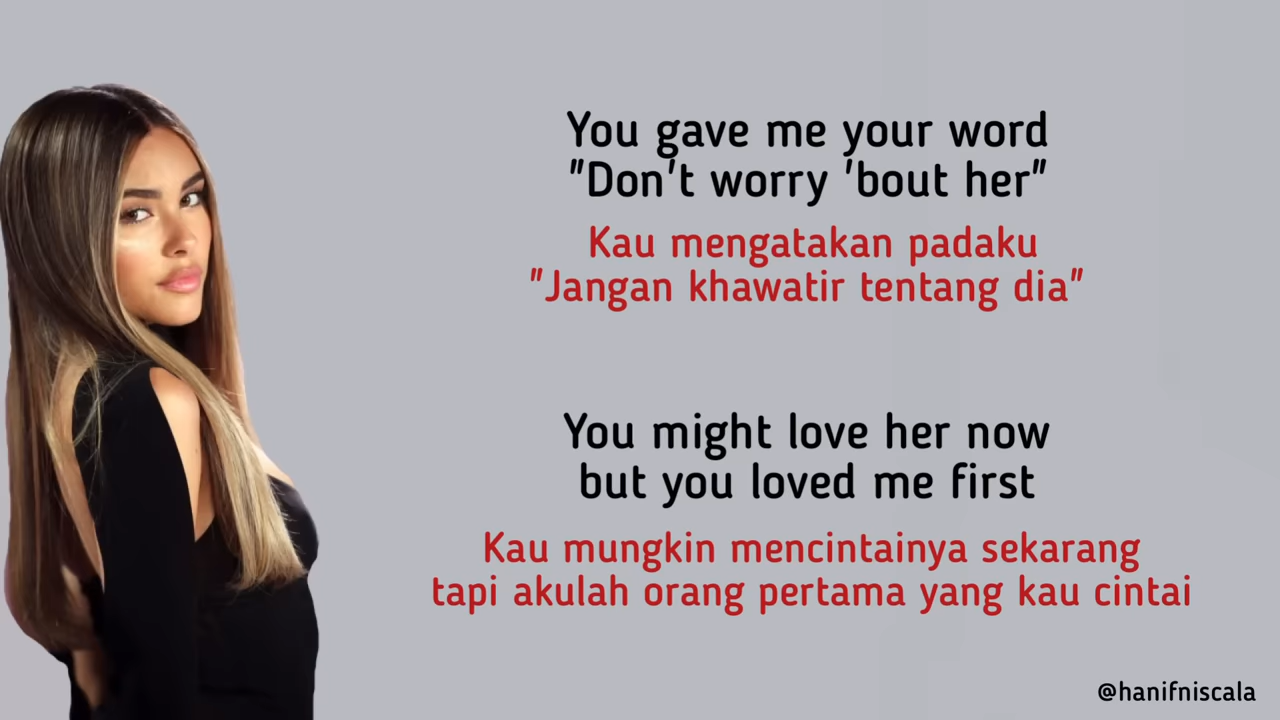 You gave me your word
"Don't worry 'bout her"
Kau mengatakan padaku
"Jangan khawatir tentang dia"
You might love her now
but you loved me first
Kau mungkin mencintainya sekarang
tapi akulah orang pertama yang kau cintai
@hanifniscala